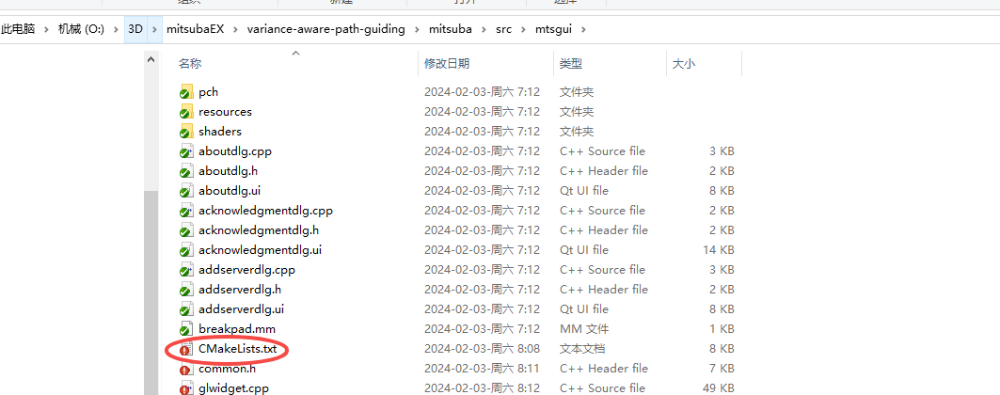 此电脑 › 机械 (O:) › 3D › mitsubaEX › variance-aware-path-guiding › mitsuba › src › mtsgui ›
名称 修改日期 类型 大小
pch 2024-02-03-周六 7:12 文件夹
resources 2024-02-03-周六 7:12 文件夹
shaders 2024-02-03-周六 7:12 文件夹
aboutdlg.cpp 2024-02-03-周六 7:12 C++ Source file 3 KB
aboutdlg.h 2024-02-03-周六 7:12 C++ Header file 2 KB
aboutdlg.ui 2024-02-03-周六 7:12 Qt UI file 8 KB
acknowledgmentdlg.cpp 2024-02-03-周六 7:12 C++ Source file 2 KB
acknowledgmentdlg.h 2024-02-03-周六 7:12 C++ Header file 2 KB
acknowledgmentdlg.ui 2024-02-03-周六 7:12 Qt UI file 14 KB
addserverdlg.cpp 2024-02-03-周六 7:12 C++ Source file 3 KB
addserverdlg.h 2024-02-03-周六 7:12 C++ Header file 2 KB
addserverdlg.ui 2024-02-03-周六 7:12 Qt UI file 8 KB
breakpad.mm 2024-02-03-周六 7:12 MM 文件 1 KB
CMakeLists.txt 2024-02-03-周六 8:08 文本文档 8 KB
common.h 2024-02-03-周六 8:11 C++ Header file 7 KB
glwidget.cpp 2024-02-03-周六 8:12 C++ Source file 49 KB